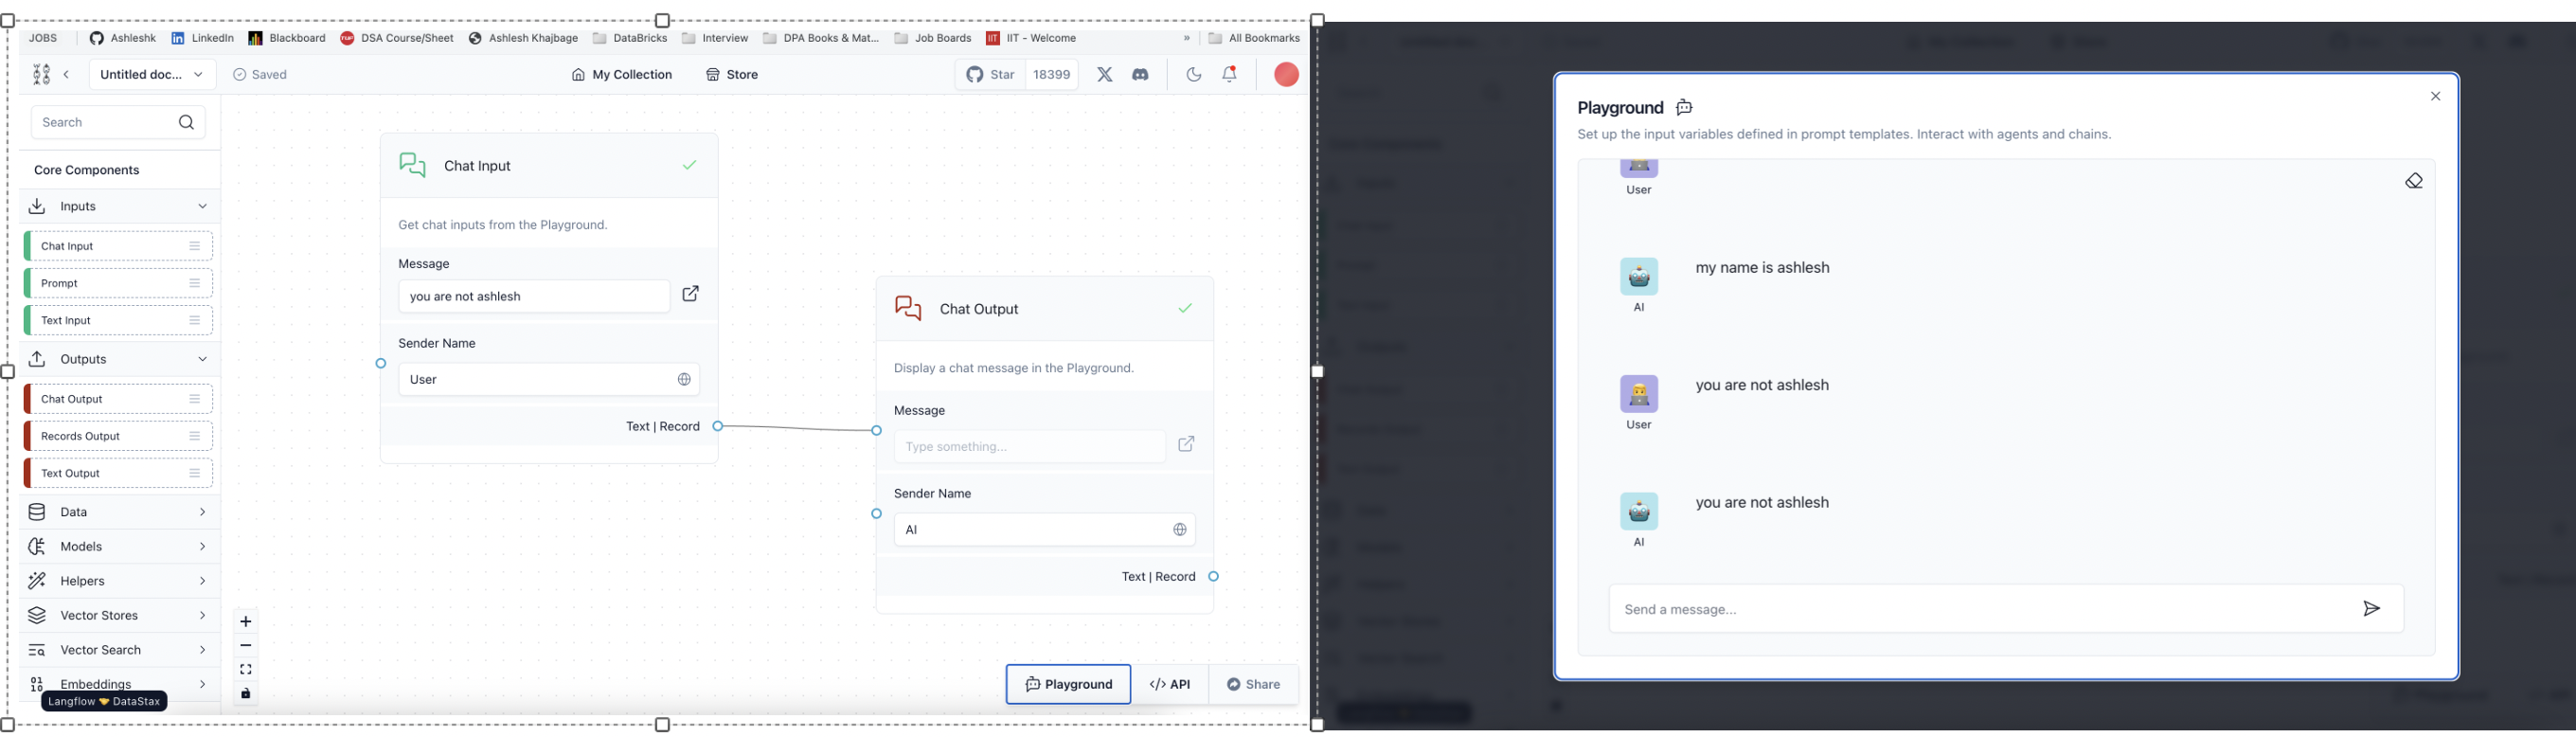 JOBS Ashleshk LinkedIn Blackboard DSA Course/Sheet Ashlesh Khajbage DataBricks Interview DPA Books & Mat... Job Boards IIT IIT - Welcome » All Bookmarks
Untitled doc... Saved My Collection Store Star 18399
Search
Core Components
Inputs
Chat Input
Prompt
Text Input
Outputs
Chat Output
Records Output
Text Output
Data
Models
Helpers
Vector Stores
Vector Search
Embeddings
Langflow DataStax
Chat Input
Get chat inputs from the Playground.
Message
you are not ashlesh
Sender Name
User
Text | Record
Chat Output
Display a chat message in the Playground.
Message
Type something...
Sender Name
AI
Text | Record
Playground </> API Share
Playground
Set up the input variables defined in prompt templates. Interact with agents and chains.
User
my name is ashlesh
AI
you are not ashlesh
User
you are not ashlesh
AI
Send a message...